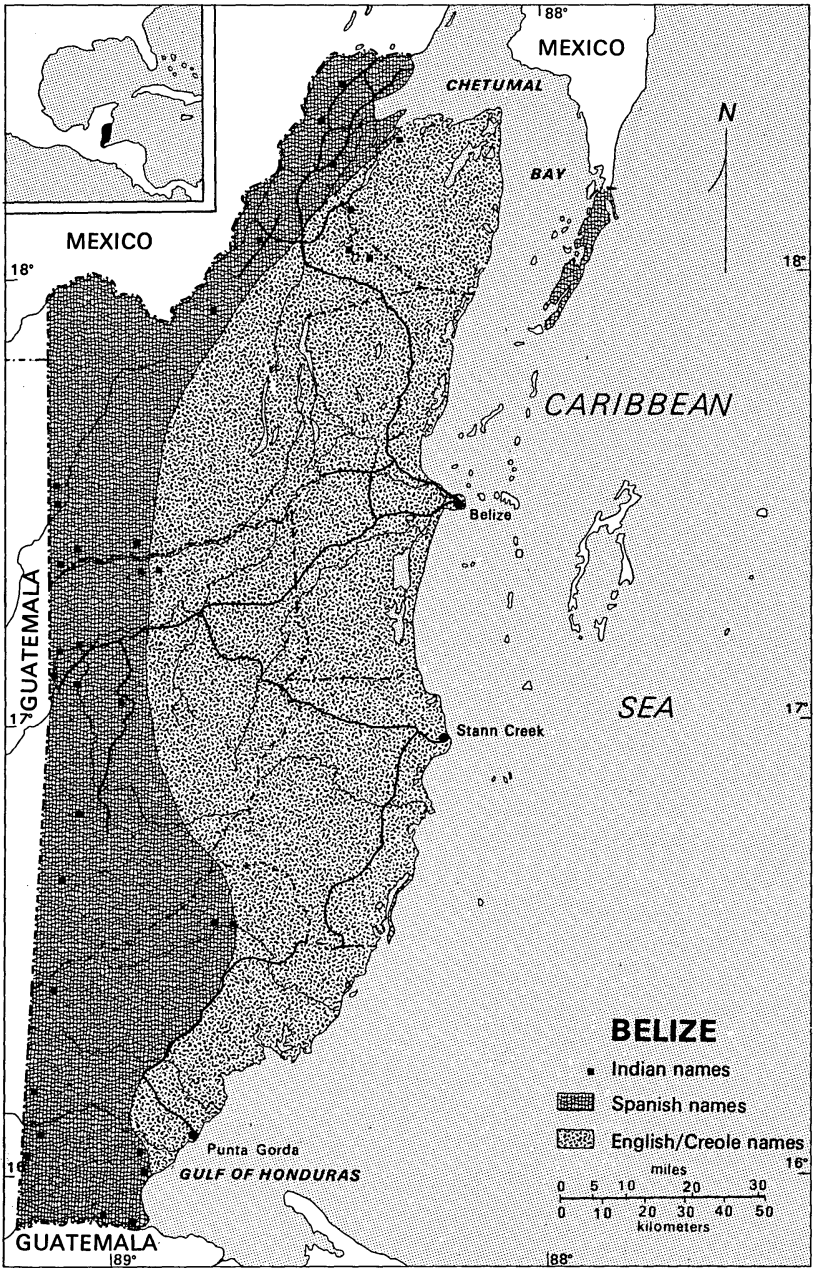 88°
MEXICO
CHETUMAL
N
BAY
MEXICO
18°
18°
CARIBBEAN
Belize
GUATEMALA
SEA
17°
17°
Stann Creek
BELIZE
Indian names
Spanish names
English/Creole names
Punta Gorda
GULF OF HONDURAS
16°
16°
miles
0 5 10 20 30
0 10 20 30 40 50
kilometers
GUATEMALA
89°
88°